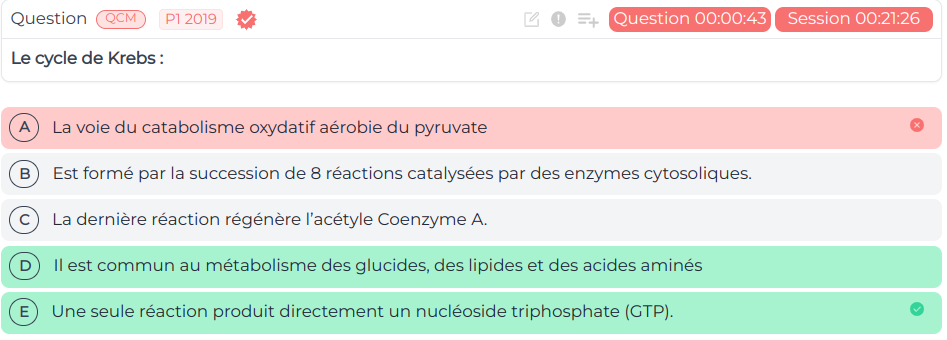 Question QCM P1 2019 Question 00:00:43 Session 00:21:26
Le cycle de Krebs :
A La voie du catabolisme oxydatif aérobie du pyruvate
B Est formé par la succession de 8 réactions catalysées par des enzymes cytosoliques.
C La dernière réaction régénère l’acétyle Coenzyme A.
D Il est commun au métabolisme des glucides, des lipides et des acides aminés
E Une seule réaction produit directement un nucléoside triphosphate (GTP).